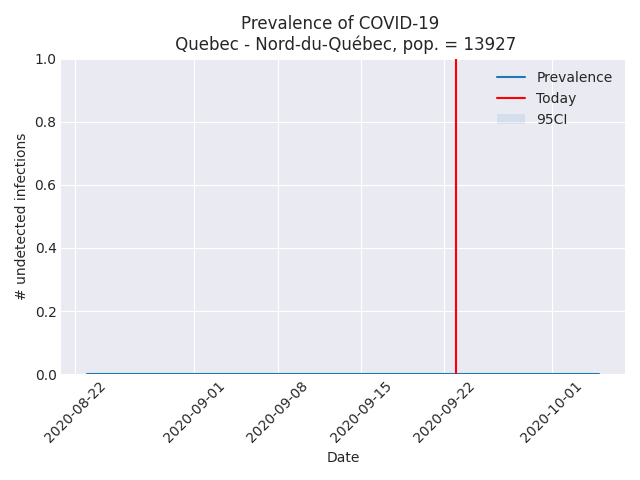 Prevalence of COVID-19
Quebec - Nord-du-Québec, pop. = 13927
Prevalence
Today
95CI
1.0
0.8
0.6
0.4
0.2
0.0
# undetected infections
2020-08-22
2020-09-01
2020-09-08
2020-09-15
2020-09-22
2020-10-01
Date